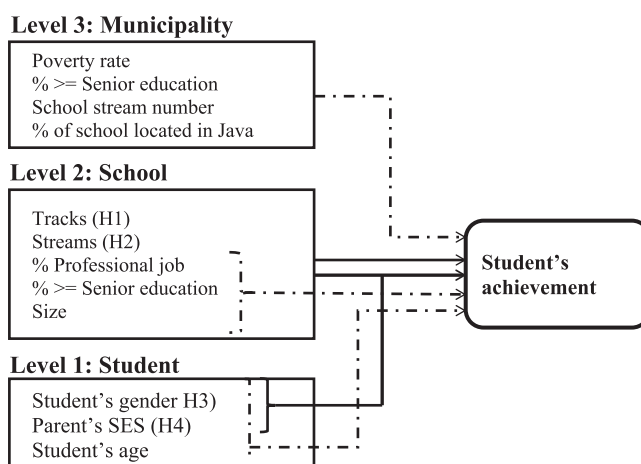 Level 3: Municipality
Poverty rate
% >= Senior education
School stream number
% of school located in Java
Level 2: School
Tracks (H1)
Streams (H2)
% Professional job
% >= Senior education
Size
Student's
achievement
Level 1: Student
Student's gender H3)
Parent's SES (H4)
Student's age